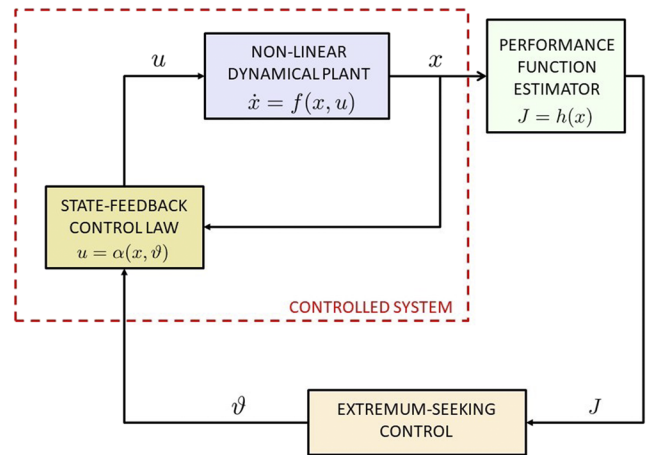 NON-LINEAR
DYNAMICAL PLANT
ẋ = f(x, u)
u
x
PERFORMANCE
FUNCTION
ESTIMATOR
J = h(x)
STATE-FEEDBACK
CONTROL LAW
u = α(x, ϑ)
CONTROLLED SYSTEM
ϑ
EXTREMUM-SEEKING
CONTROL
J